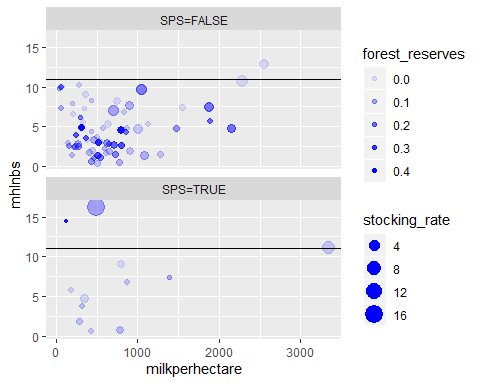 SPS=FALSE
15
10
5
0
SPS=TRUE
15
10
5
0
mhlnbs
0 1000 2000 3000
milkperhectare
forest_reserves
0.0
0.1
0.2
0.3
0.4
stocking_rate
4
8
12
16